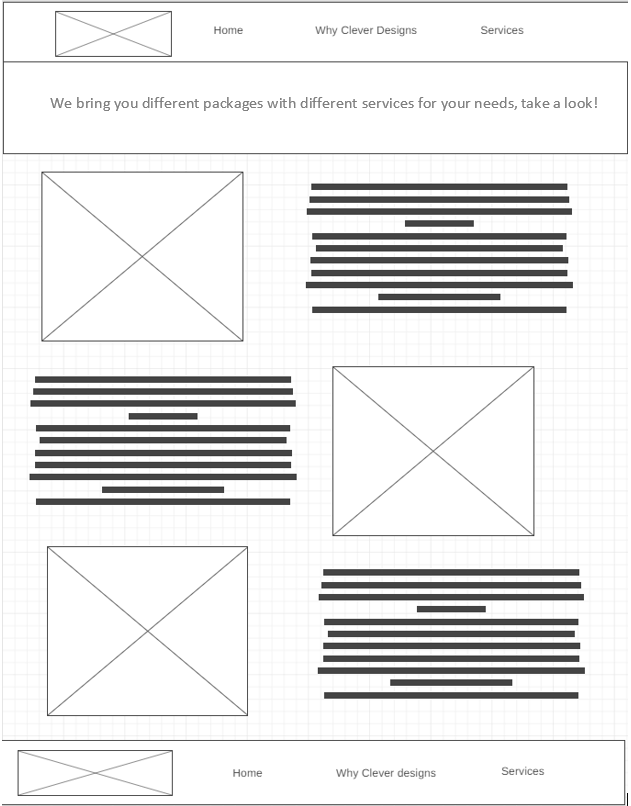 Home Why Clever Designs Services
We bring you different packages with different services for your needs, take a look!
Home Why Clever designs Services